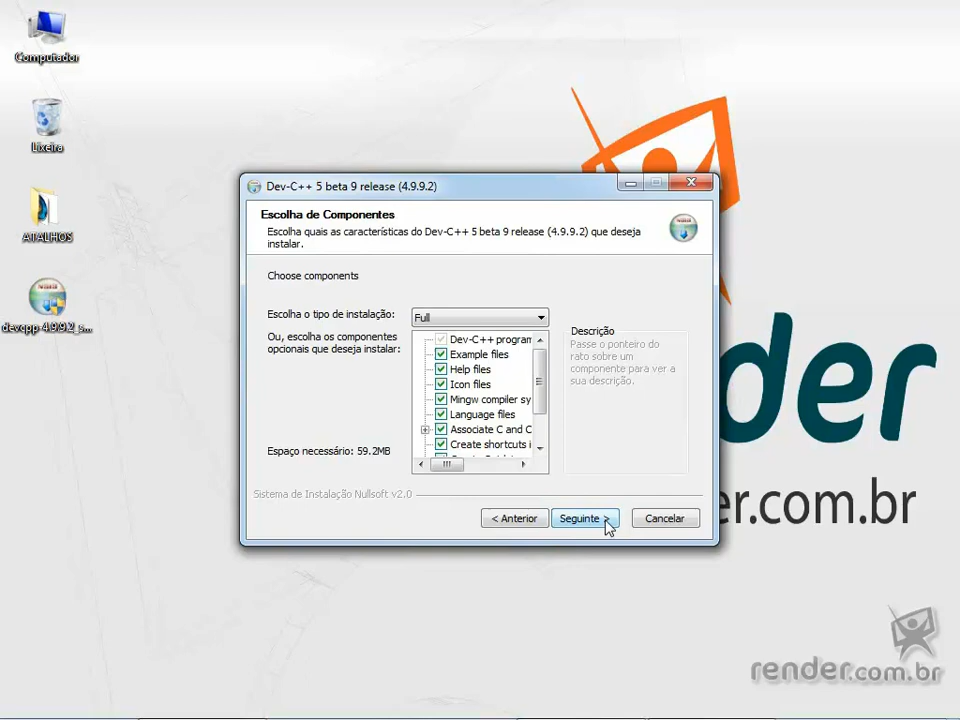 Computador
Lixeira
ATALHOS
devcpp-4.9.9.2_s...
Dev-C++ 5 beta 9 release (4.9.9.2)
Escolha de Componentes
Escolha quais as características do Dev-C++ 5 beta 9 release (4.9.9.2) que deseja
instalar.
Choose components
Escolha o tipo de instalação:
Full
Ou, escolha os componentes
opcionais que deseja instalar:
Dev-C++ program
Example files
Help files
Icon files
Mingw compiler sy
Language files
Associate C and C
Create shortcuts i
Descrição
Passe o ponteiro do
rato sobre um
componente para ver a
sua descrição.
Espaço necessário: 59.2MB
Sistema de Instalação Nullsoft v2.0
< Anterior
Seguinte >
Cancelar
der
er.com.br
render.com.br